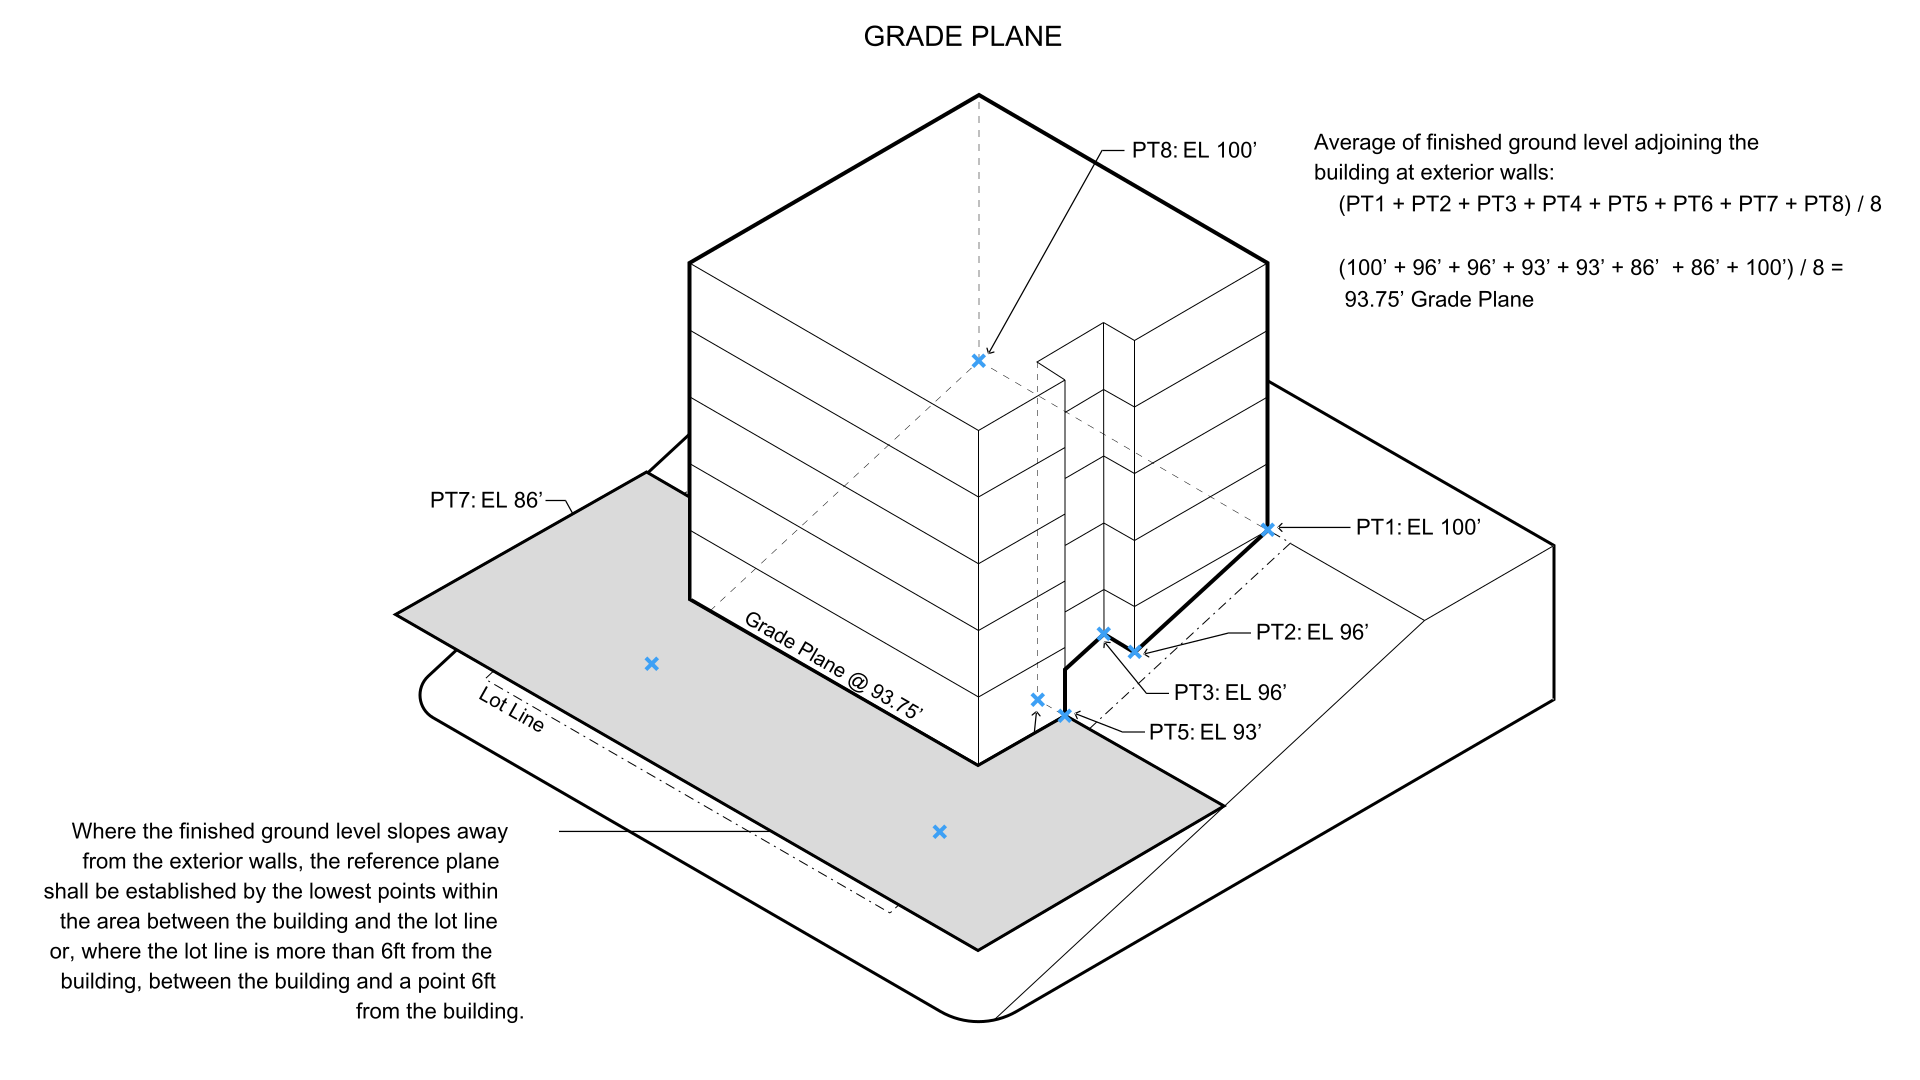 GRADE PLANE
PT8: EL 100’
Average of finished ground level adjoining the
building at exterior walls:
(PT1 + PT2 + PT3 + PT4 + PT5 + PT6 + PT7 + PT8) / 8
(100’ + 96’ + 96’ + 93’ + 93’ + 86’ + 86’ + 100’) / 8 =
93.75’ Grade Plane
PT7: EL 86’
PT1: EL 100’
Grade Plane @ 93.75’
PT2: EL 96’
PT3: EL 96’
Lot Line
PT5: EL 93’
Where the finished ground level slopes away
from the exterior walls, the reference plane
shall be established by the lowest points within
the area between the building and the lot line
or, where the lot line is more than 6ft from the
building, between the building and a point 6ft
from the building.